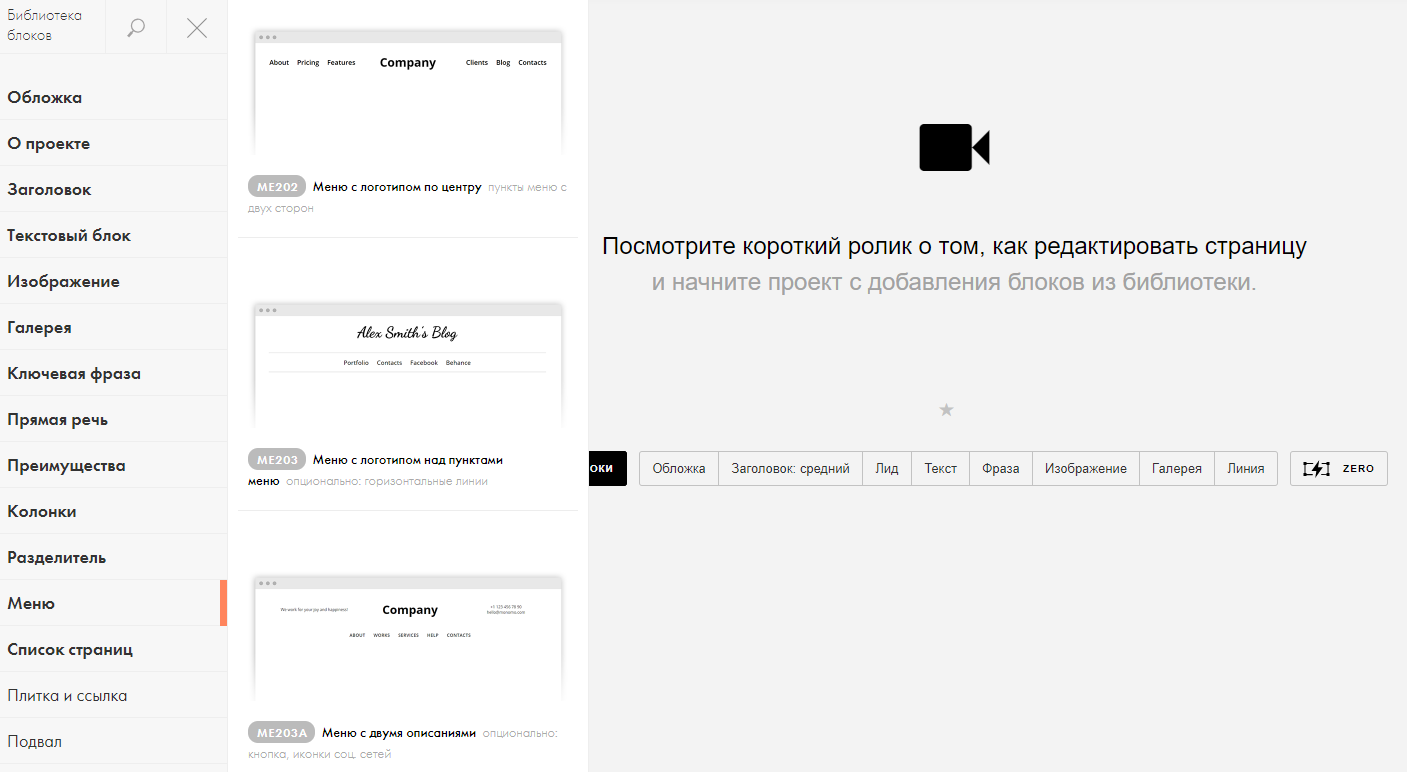 Библиотека
блоков
Обложка
О проекте
Заголовок
Текстовый блок
Изображение
Галерея
Ключевая фраза
Прямая речь
Преимущества
Колонки
Разделитель
Меню
Список страниц
Плитка и ссылка
Подвал
About Pricing Features Company Clients Blog Contacts
ME202 Меню с логотипом по центру пункты меню с
двух сторон
Alex Smith's Blog
Portfolio Contacts Facebook Behance
ME203 Меню с логотипом над пунктами
меню опционально: горизонтальные линии
We work for your joy and happiness! Company +1 123 456 78 90
hello@monomo.com
ABOUT WORKS SERVICES HELP CONTACTS
ME203A Меню с двумя описаниями опционально:
кнопка, иконки соц. сетей
Посмотрите короткий ролик о том, как редактировать страницу
и начните проект с добавления блоков из библиотеки.
ОКИ Обложка Заголовок: средний Лид Текст Фраза Изображение Галерея Линия ZERO